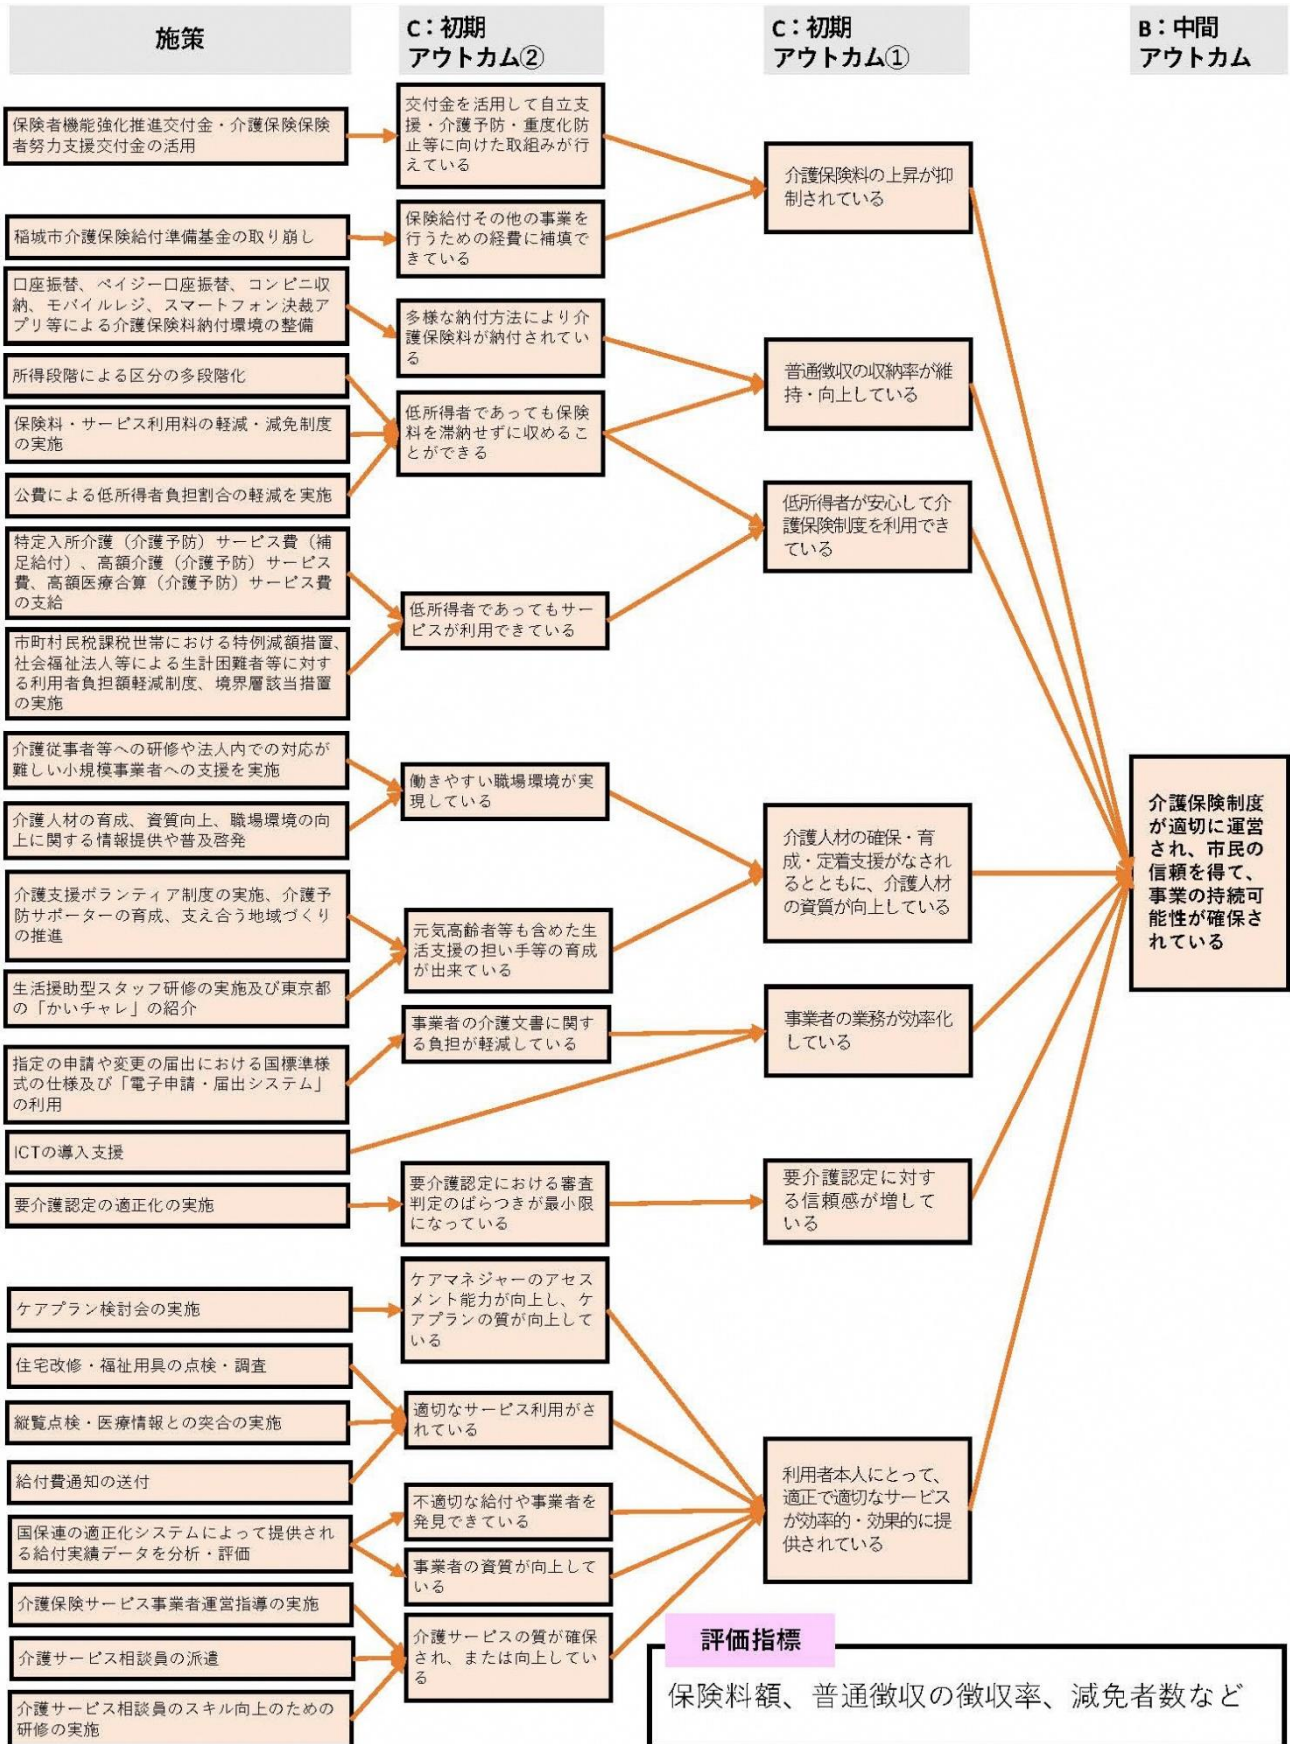 施策
C：初期
アウトカム②
C：初期
アウトカム①
B：中間
アウトカム
保険者機能強化推進交付金・介護保険保険
者努力支援交付金の活用
稲城市介護保険給付準備基金の取り崩し
口座振替、ペイジー口座振替、コンビニ収
納、モバイルレジ、スマートフォン決裁ア
プリ等による介護保険料納付環境の整備
所得段階による区分の多段階化
保険料・サービス利用料の軽減・減免制度
の実施
公費による低所得者負担割合の軽減を実施
特定入所介護（介護予防）サービス費（補
足給付）、高額介護（介護予防）サービス
費、高額医療合算（介護予防）サービス費
の支給
市町村民税課税世帯における特例減額措置、
社会福祉法人等による生計困難者等に対す
る利用者負担額軽減制度、境界層該当措置
の実施
介護従事者等への研修や法人内での対応が
難しい小規模事業者への支援を実施
介護人材の育成、資質向上、職場環境の向
上に関する情報提供や普及啓発
介護支援ボランティア制度の実施、介護予
防サポーターの育成、支え合う地域づくり
の推進
生活援助型スタッフ研修の実施及び東京都
の「かいチャレ」の紹介
指定の申請や変更の届出における国標準様
式の仕様及び「電子申請・届出システム」
の利用
ICTの導入支援
要介護認定の適正化の実施
ケアプラン検討会の実施
住宅改修・福祉用具の点検・調査
縦覧点検・医療情報との突合の実施
給付費通知の送付
国保連の適正化システムによって提供され
る給付実績データを分析・評価
介護保険サービス事業者運営指導の実施
介護サービス相談員の派遣
介護サービス相談員のスキル向上のための
研修の実施
交付金を活用して自立支
援・介護予防・重度化防
止等に向けた取組みが行
えている
保険給付その他の事業を
行うための経費に補填で
きている
多様な納付方法により介
護保険料が納付されてい
る
低所得者であっても保険
料を滞納せずに収めるこ
とができる
低所得者であってもサー
ビスが利用できている
働きやすい職場環境が実
現している
元気高齢者等も含めた生
活支援の担い手等の育成
が出来ている
事業者の介護文書に関す
る負担が軽減している
要介護認定における審査
判定のばらつきが最小限
になっている
ケアマネジャーのアセス
メント能力が向上し、ケ
アプランの質が向上して
いる
適切なサービス利用がさ
れている
不適切な給付や事業者を
発見できている
事業者の資質が向上して
いる
介護サービスの質が確保
され、または向上してい
る
介護保険料の上昇が抑
制されている
普通徴収の収納率が維
持・向上している
低所得者が安心して介
護保険制度を利用でき
ている
介護人材の確保・育
成・定着支援がなされ
るとともに、介護人材
の資質が向上している
事業者の業務が効率化
している
要介護認定に対す
る信頼感が増して
いる
利用者本人にとって、
適正で適切なサービス
が効率的・効果的に提
供されている
介護保険制度
が適切に運営
され、市民の
信頼を得て、
事業の持続可
能性が確保さ
れている
評価指標
保険料額、普通徴収の徴収率、減免者数など